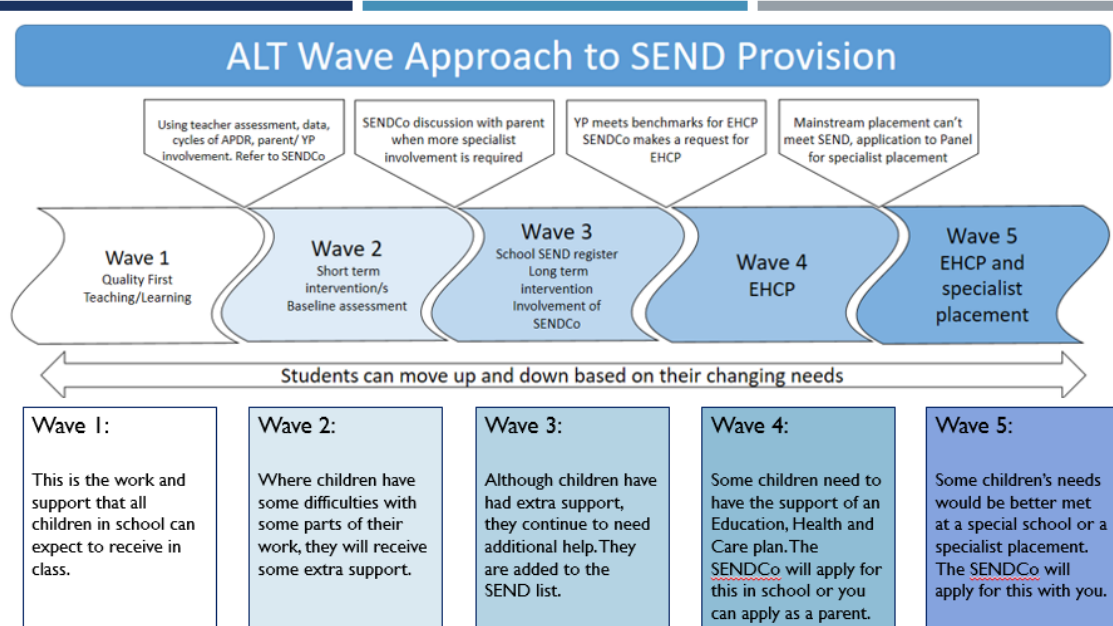 ALT Wave Approach to SEND Provision
Using teacher assessment, data,
cycles of APDR, parent/ YP
involvement. Refer to SENDCo
SENDCo discussion with parent
when more specialist
involvement is required
YP meets benchmarks for EHCP
SENDCo makes a request for
EHCP
Mainstream placement can't
meet SEND, application to Panel
for specialist placement
Wave 1
Quality First
Teaching/Learning
Wave 2
Short term
intervention/s
Baseline assessment
Wave 3
School SEND register
Long term
intervention
Involvement of
SENDCo
Wave 4
EHCP
Wave 5
EHCP and
specialist
placement
Students can move up and down based on their changing needs
Wave 1:
This is the work and
support that all
children in school can
expect to receive in
class.
Wave 2:
Where children have
some difficulties with
some parts of their
work, they will receive
some extra support.
Wave 3:
Although children have
had extra support,
they continue to need
additional help. They
are added to the
SEND list.
Wave 4:
Some children need to
have the support of an
Education, Health and
Care plan. The
SENDCo will apply for
this in school or you
can apply as a parent.
Wave 5:
Some children's needs
would be better met
at a special school or a
specialist placement.
The SENDCo will
apply for this with you.